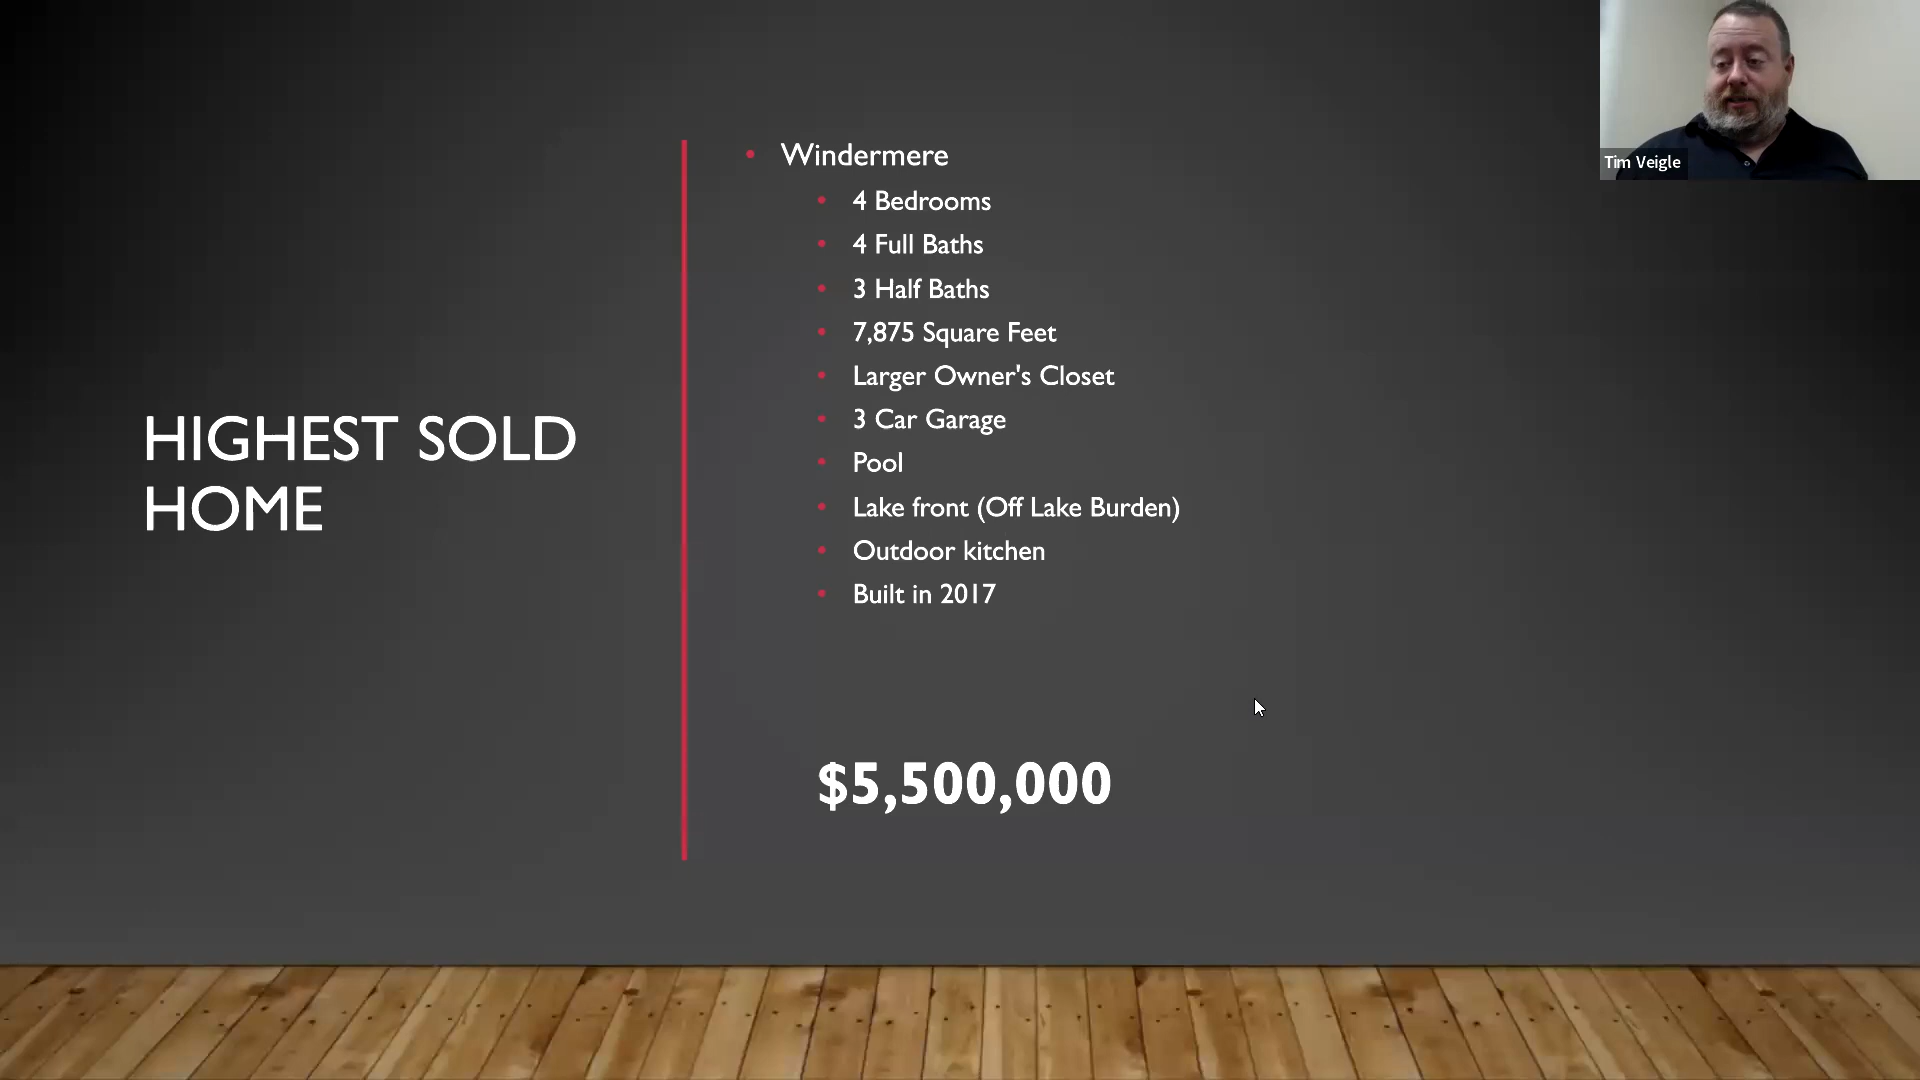 HIGHEST SOLD
HOME
Windermere
4 Bedrooms
4 Full Baths
3 Half Baths
7,875 Square Feet
Larger Owner's Closet
3 Car Garage
Pool
Lake front (Off Lake Burden)
Outdoor kitchen
Built in 2017
$5,500,000
Tim Veigle